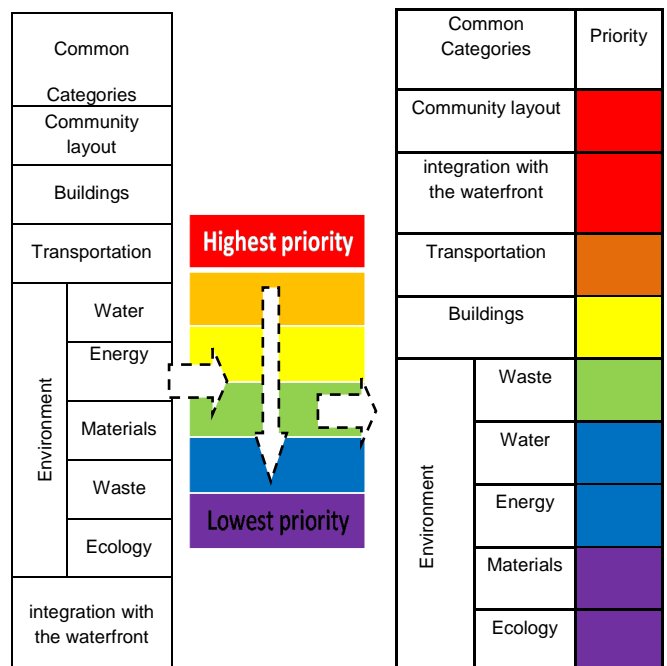 Common
Categories
Community
layout
Buildings
Transportation
Environment
Water
Energy
Materials
Waste
Ecology
integration with
the waterfront
Highest priority
Lowest priority
Common
Categories
Priority
Community layout
integration with
the waterfront
Transportation
Buildings
Environment
Waste
Water
Energy
Materials
Ecology